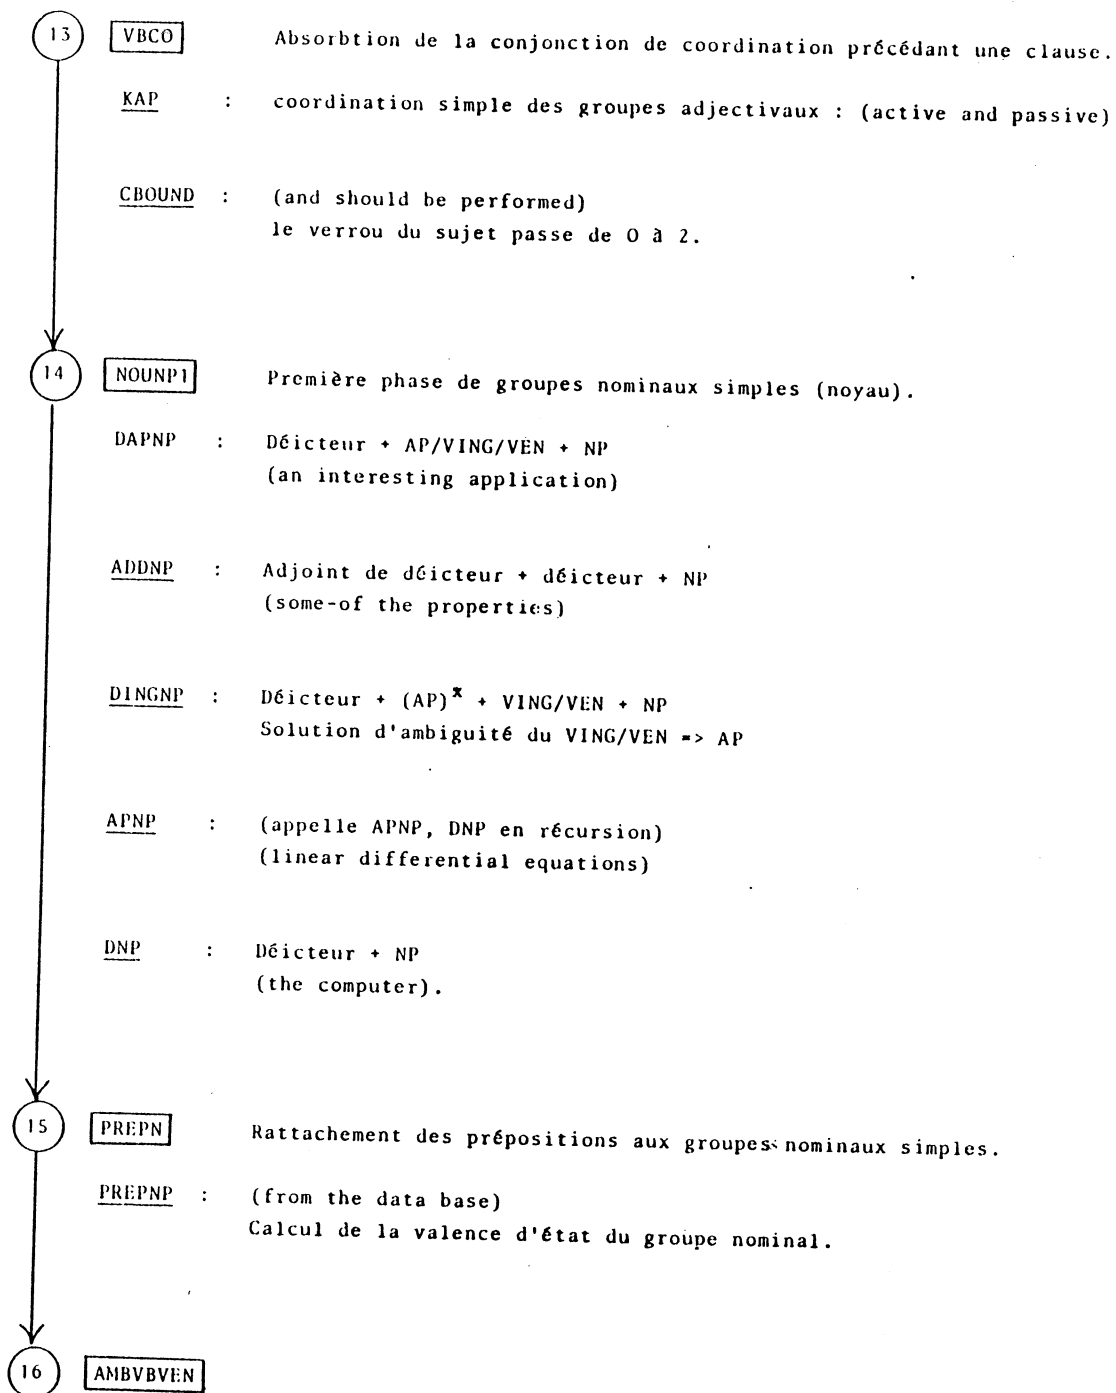 13 VBCO Absorbtion de la conjonction de coordination précédant une clause.
KAP : coordination simple des groupes adjectivaux : (active and passive)
CBOUND : (and should be performed)
le verrou du sujet passe de 0 à 2.
14 NOUNP1 Première phase de groupes nominaux simples (noyau).
DAPNP : Déicteur + AP/VING/VEN + NP
(an interesting application)
ADDNP : Adjoint de déicteur + déicteur + NP
(some-of the properties)
DINGNP : Déicteur + (AP)* + VING/VEN + NP
Solution d'ambiguité du VING/VEN => AP
APNP : (appelle APNP, DNP en récursion)
(linear differential equations)
DNP : Déicteur + NP
(the computer).
15 PREPN Rattachement des prépositions aux groupes nominaux simples.
PREPNP : (from the data base)
Calcul de la valence d'état du groupe nominal.
16 AMBVBVEN